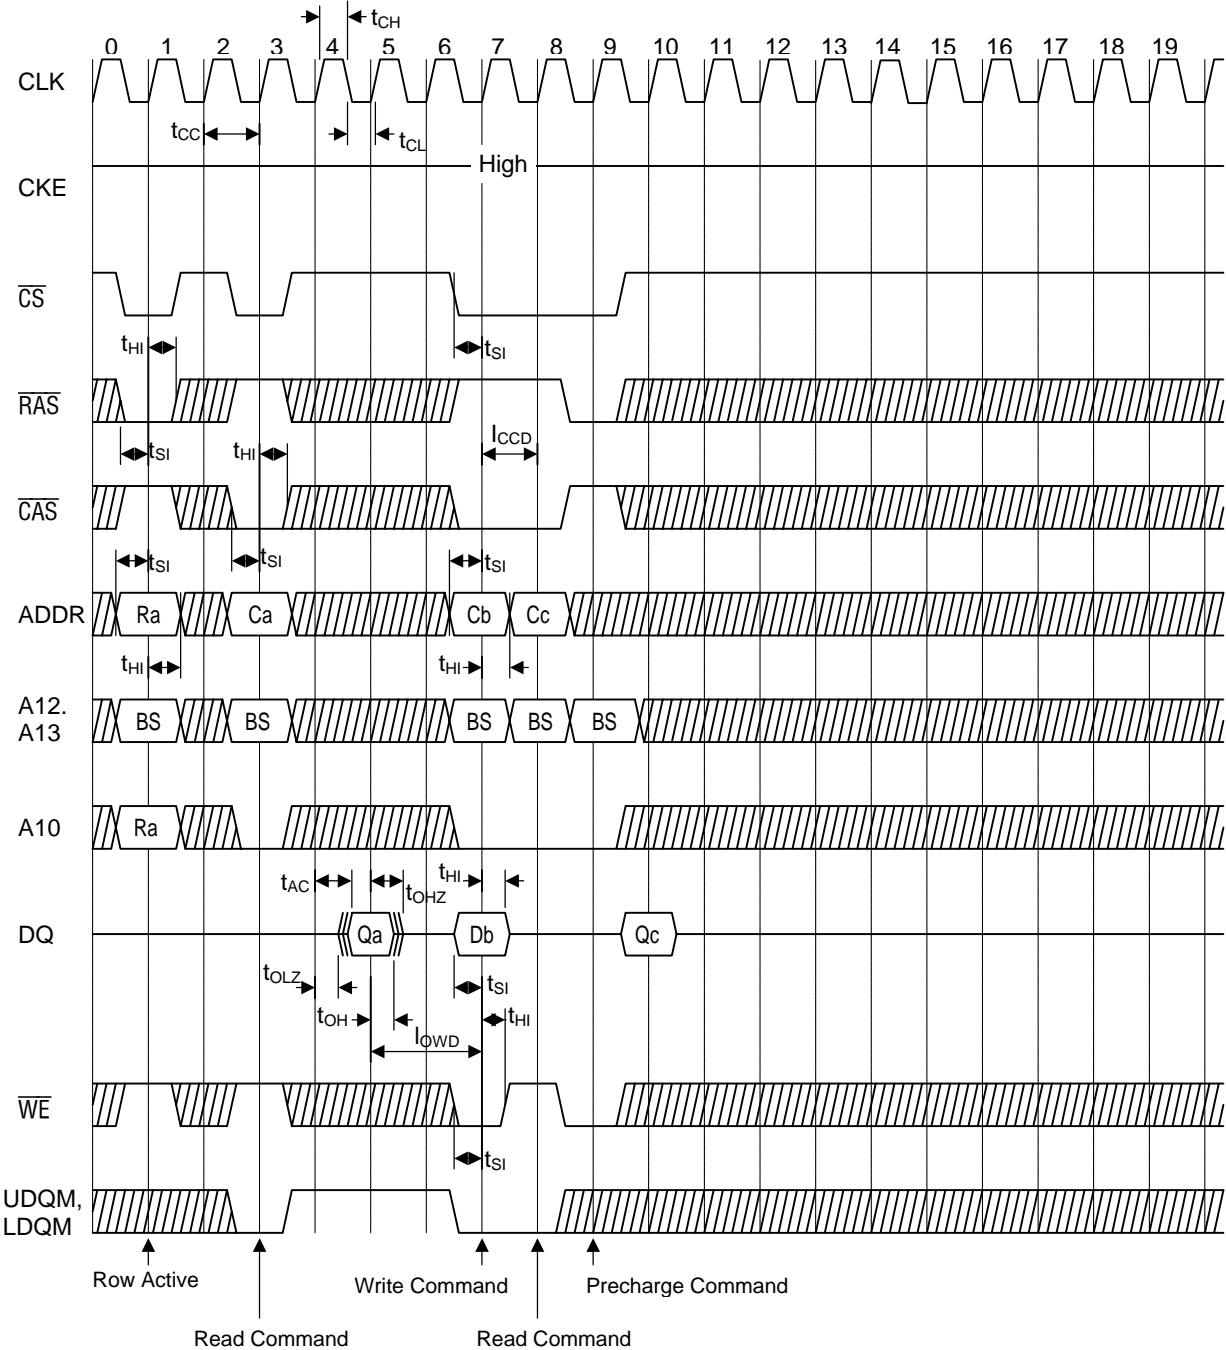 tCH
0 1 2 3 4 5 6 7 8 9 10 11 12 13 14 15 16 17 18 19
CLK
tCC
tCL
High
CKE
CS
tHI
tSI
RAS
tSI
tHI
lCCD
CAS
tSI
tSI
tSI
ADDR
Ra
Ca
Cb
Cc
tHI
tHI
A12.
A13
BS
BS
BS
BS
BS
A10
Ra
tAC
tOHZ
tHI
DQ
Qa
Db
Qc
tOLZ
tSI
tOH
lOWD
tHI
WE
tSI
UDQM,
LDQM
Row Active
Write Command
Precharge Command
Read Command
Read Command